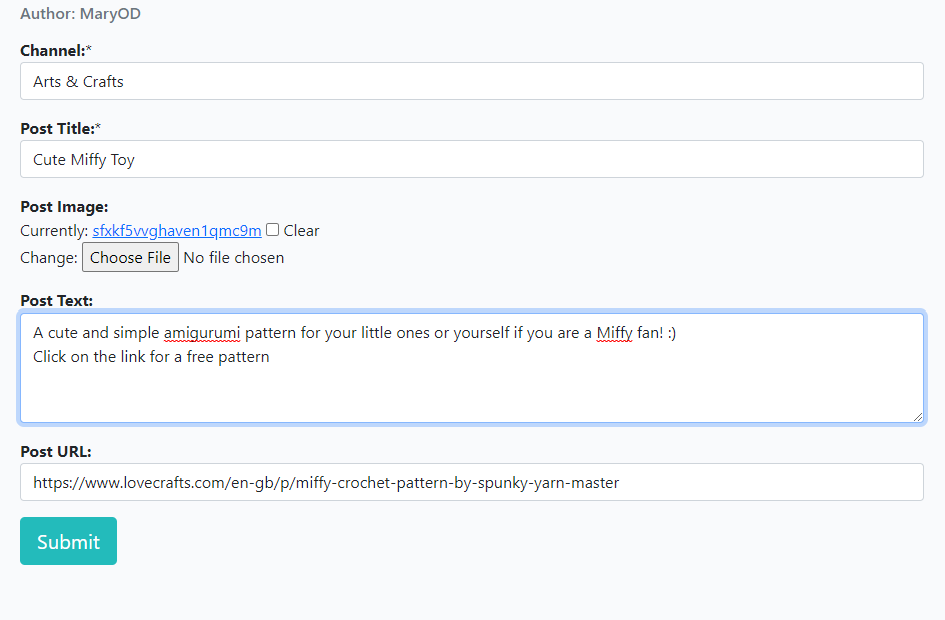 Author: MaryOD
Channel:*
Arts & Crafts
Post Title:*
Cute Miffy Toy
Post Image:
Currently: sfxkf5vvghaven1qmc9m Clear
Change: Choose File No file chosen
Post Text:
A cute and simple amigurumi pattern for your little ones or yourself if you are a Miffy fan! :)
Click on the link for a free pattern
Post URL:
https://www.lovecrafts.com/en-gb/p/miffy-crochet-pattern-by-spunky-yarn-master
Submit